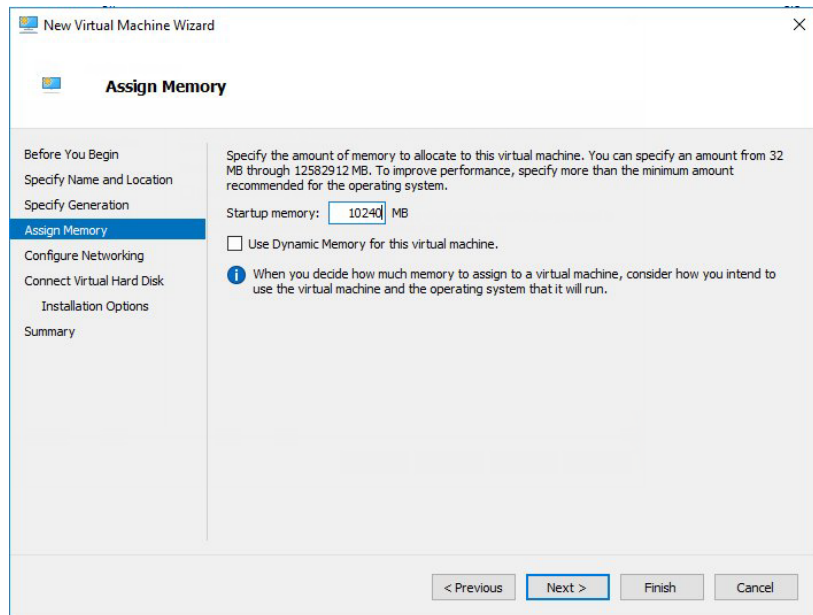 New Virtual Machine Wizard
Assign Memory
Before You Begin
Specify Name and Location
Specify Generation
Assign Memory
Configure Networking
Connect Virtual Hard Disk
Installation Options
Summary
Specify the amount of memory to allocate to this virtual machine. You can specify an amount from 32
MB through 12582912 MB. To improve performance, specify more than the minimum amount
recommended for the operating system.
Startup memory: 10240 MB
Use Dynamic Memory for this virtual machine.
When you decide how much memory to assign to a virtual machine, consider how you intend to
use the virtual machine and the operating system that it will run.
< Previous Next > Finish Cancel